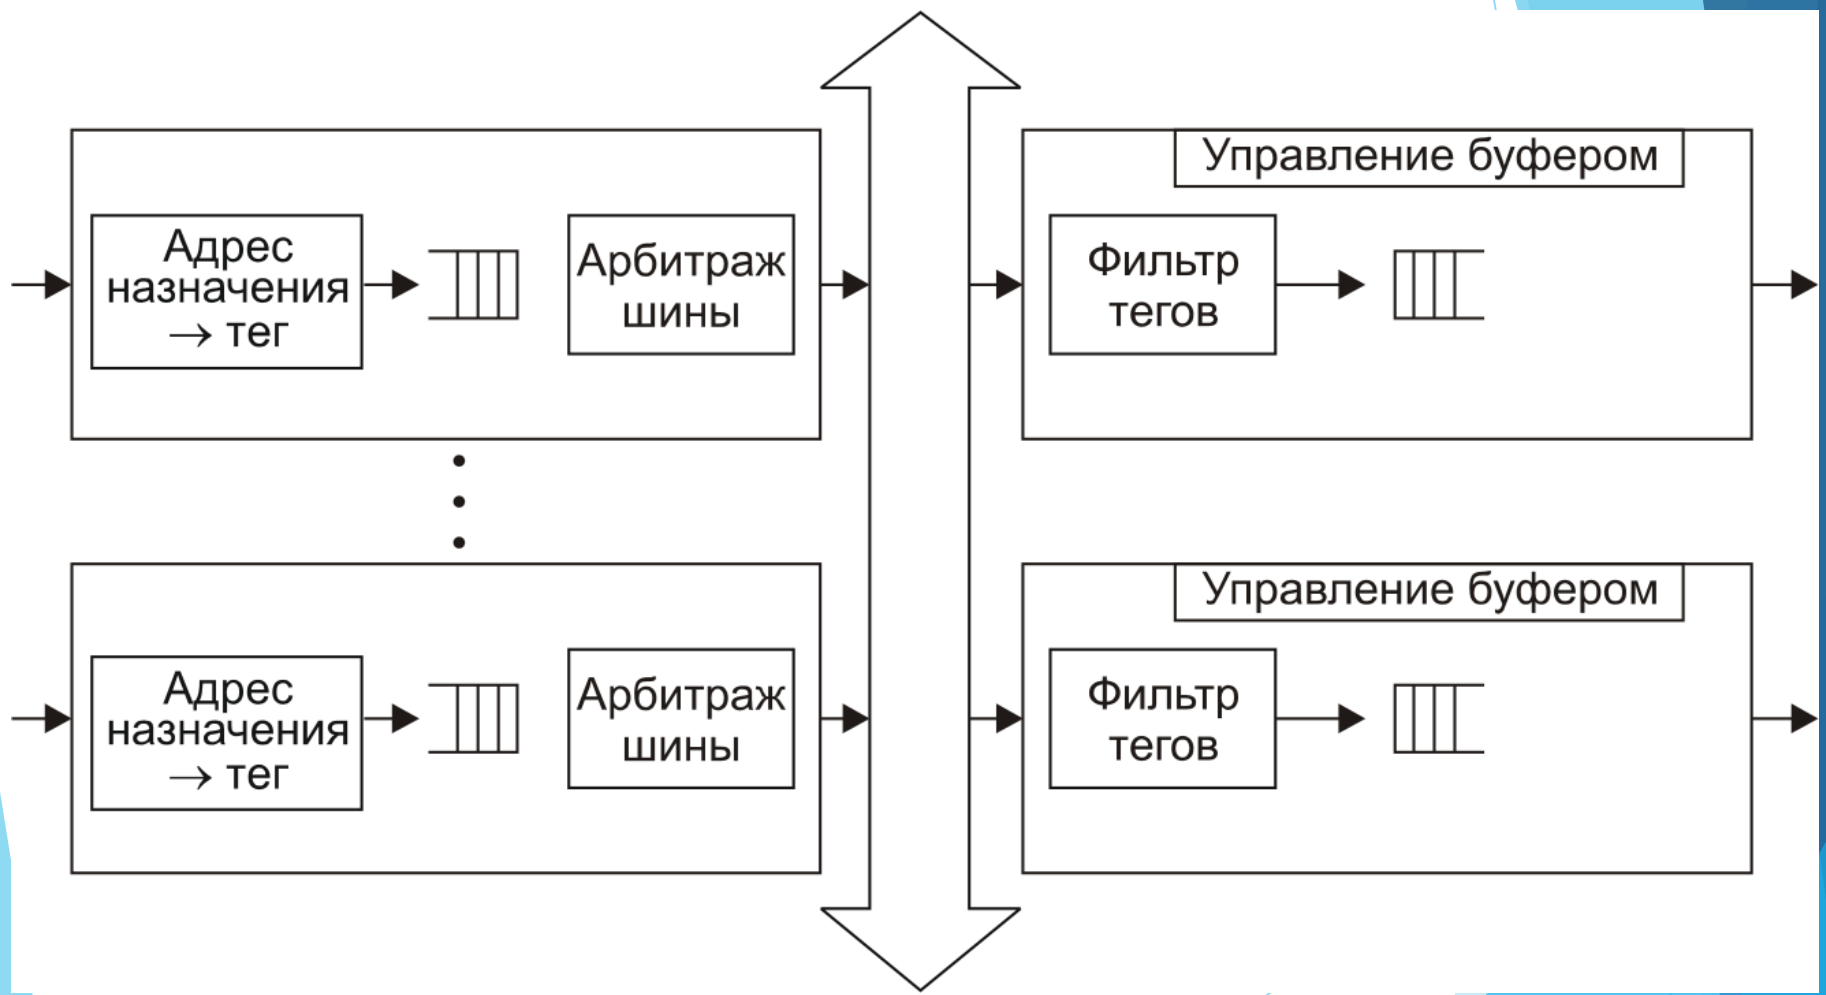 Управление буфером
Адрес
назначения
→ тег
Арбитраж
шины
Фильтр
тегов
Управление буфером
Адрес
назначения
→ тег
Арбитраж
шины
Фильтр
тегов